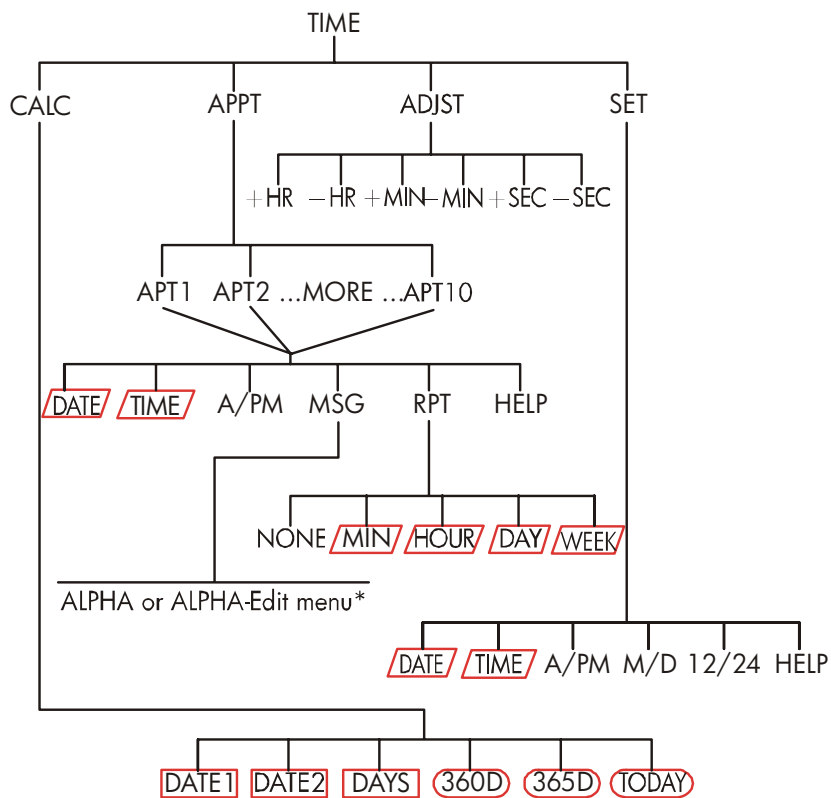 TIME
CALC APPT ADJST SET
+HR −HR +MIN −MIN +SEC −SEC
APT1 APT2 ...MORE ...APT10
DATE TIME A/PM MSG RPT HELP
NONE MIN HOUR DAY WEEK
ALPHA or ALPHA-Edit menu*
DATE TIME A/PM M/D 12/24 HELP
DATE1 DATE2 DAYS 360D 365D TODAY